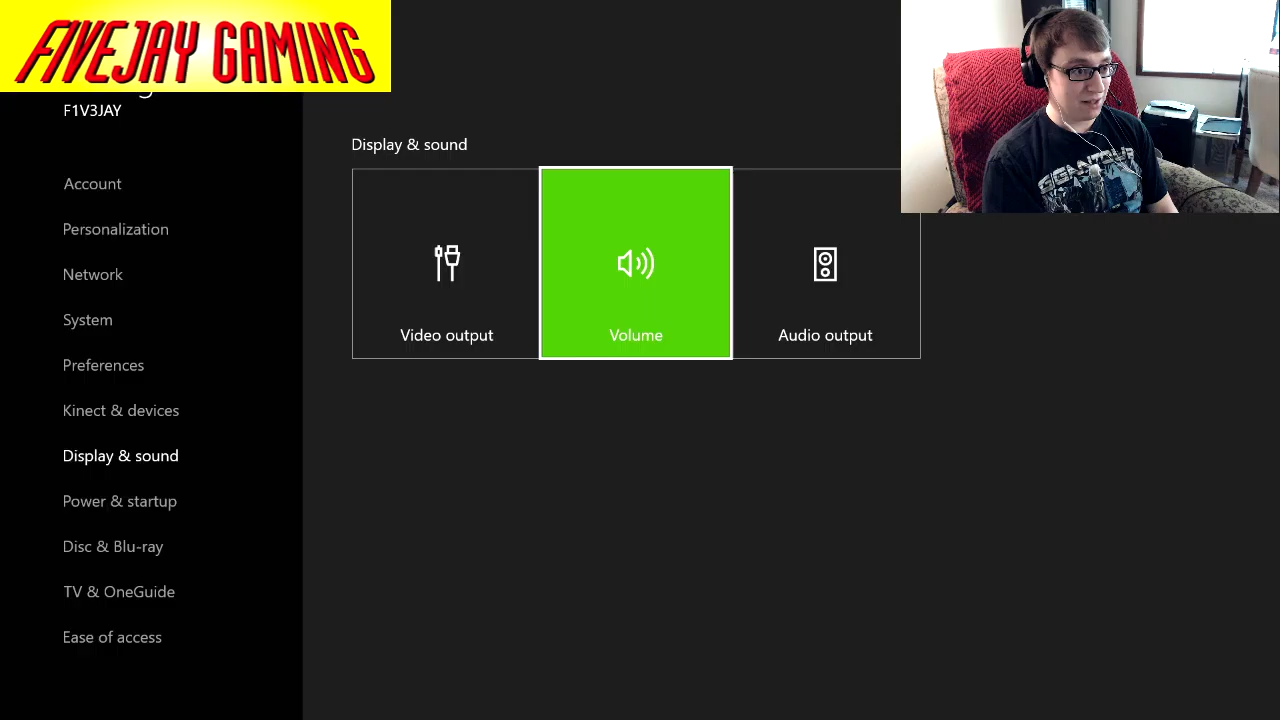 FIVEJAY GAMING
F1V3JAY
Account
Personalization
Network
System
Preferences
Kinect & devices
Display & sound
Power & startup
Disc & Blu-ray
TV & OneGuide
Ease of access
Display & sound
Video output
Volume
Audio output
GIGANTOUR